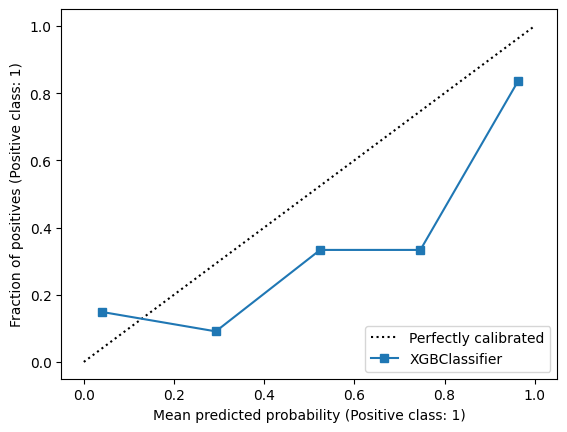 1.0
0.8
0.6
0.4
0.2
0.0
Fraction of positives (Positive class: 1)
Perfectly calibrated
XGBClassifier
0.0 0.2 0.4 0.6 0.8 1.0
Mean predicted probability (Positive class: 1)